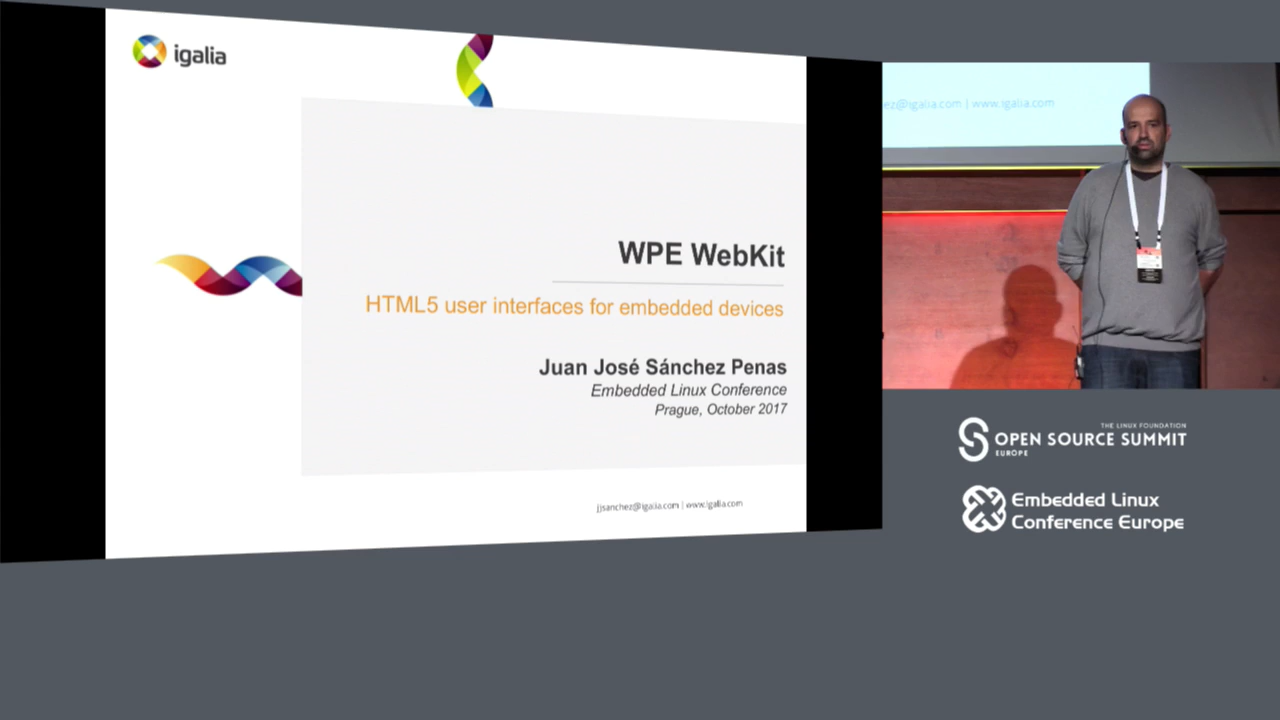 igalia
WPE WebKit
HTML5 user interfaces for embedded devices
Juan José Sánchez Penas
Embedded Linux Conference
Prague, October 2017
jjsanchez@igalia.com | www.igalia.com
ez@igalia.com | www.igalia.com
THE LINUX FOUNDATION
OPEN SOURCE SUMMIT
EUROPE
Embedded Linux
Conference Europe